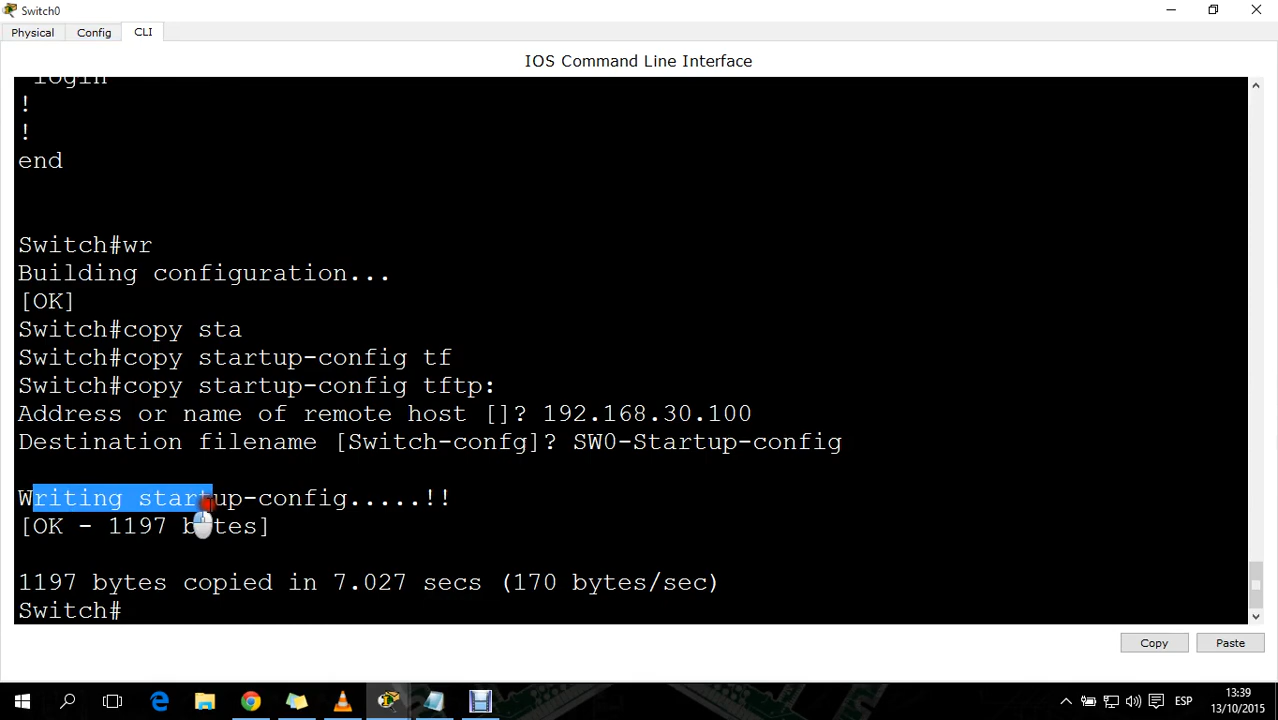 Switch0
Physical Config CLI
IOS Command Line Interface
login
!
!
end
Switch#wr
Building configuration...
[OK]
Switch#copy sta
Switch#copy startup-config tf
Switch#copy startup-config tftp:
Address or name of remote host []? 192.168.30.100
Destination filename [Switch-confg]? SW0-Startup-config
Writing startup-config.....!!
[OK - 1197 bytes]
1197 bytes copied in 7.027 secs (170 bytes/sec)
Switch#
Copy Paste
ESP
13:39
13/10/2015